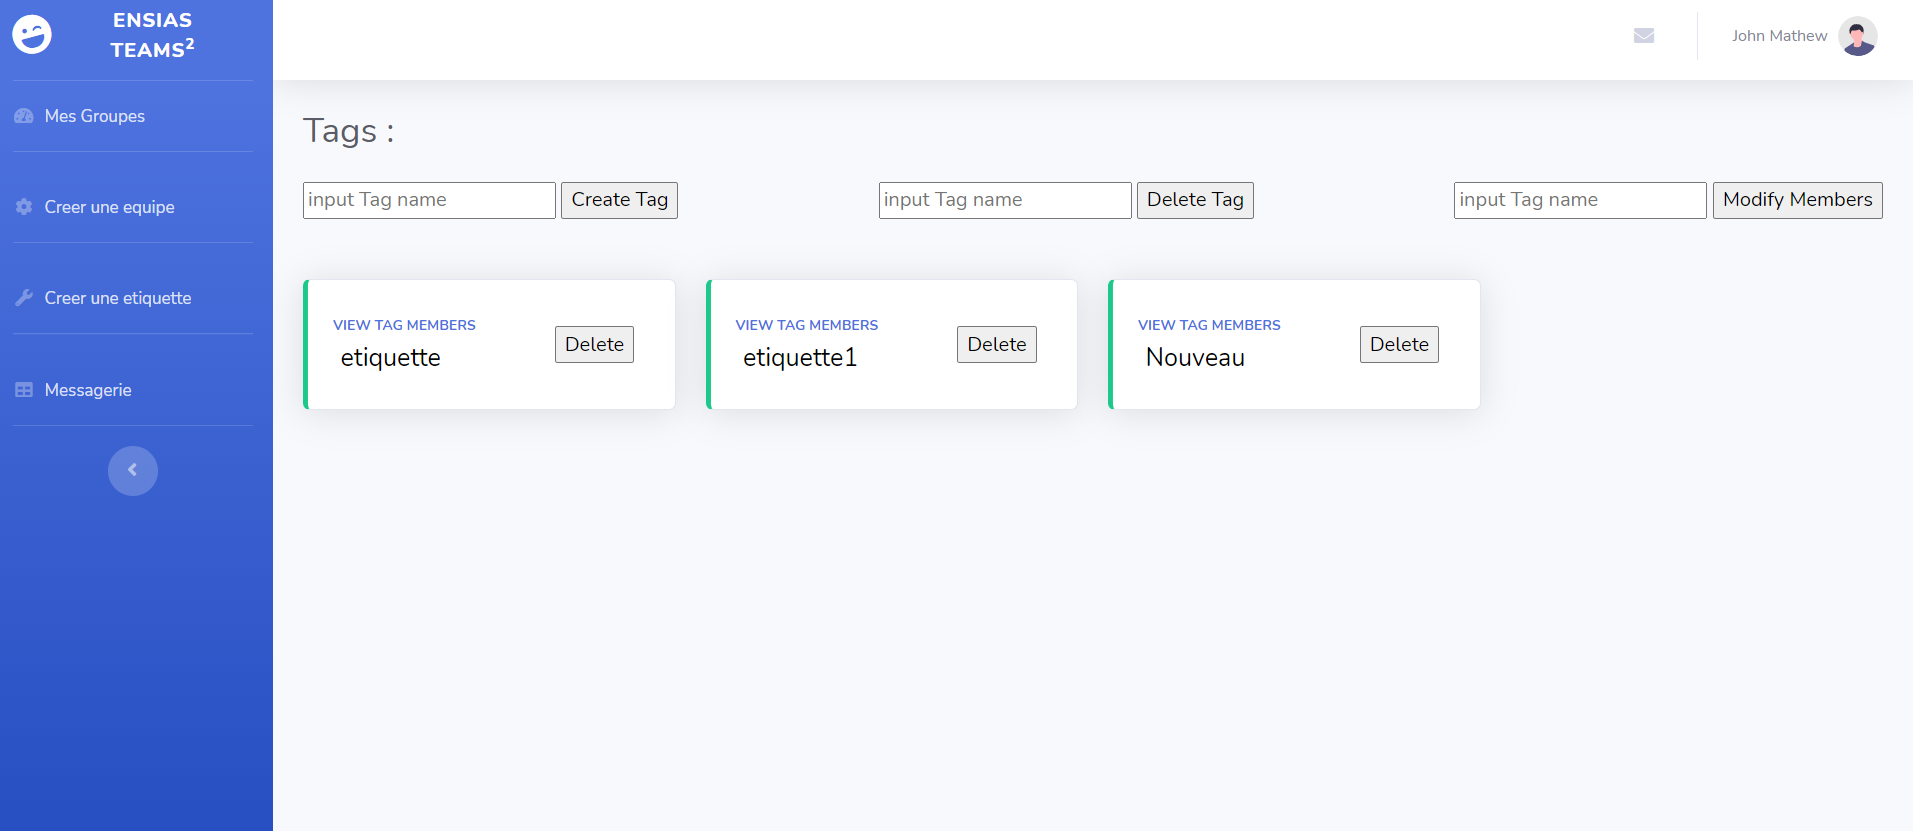 ENSIAS
TEAMS2
John Mathew
Mes Groupes
Creer une equipe
Creer une etiquette
Messagerie
Tags :
input Tag name Create Tag input Tag name Delete Tag input Tag name Modify Members
VIEW TAG MEMBERS
etiquette
Delete
VIEW TAG MEMBERS
etiquette1
Delete
VIEW TAG MEMBERS
Nouveau
Delete